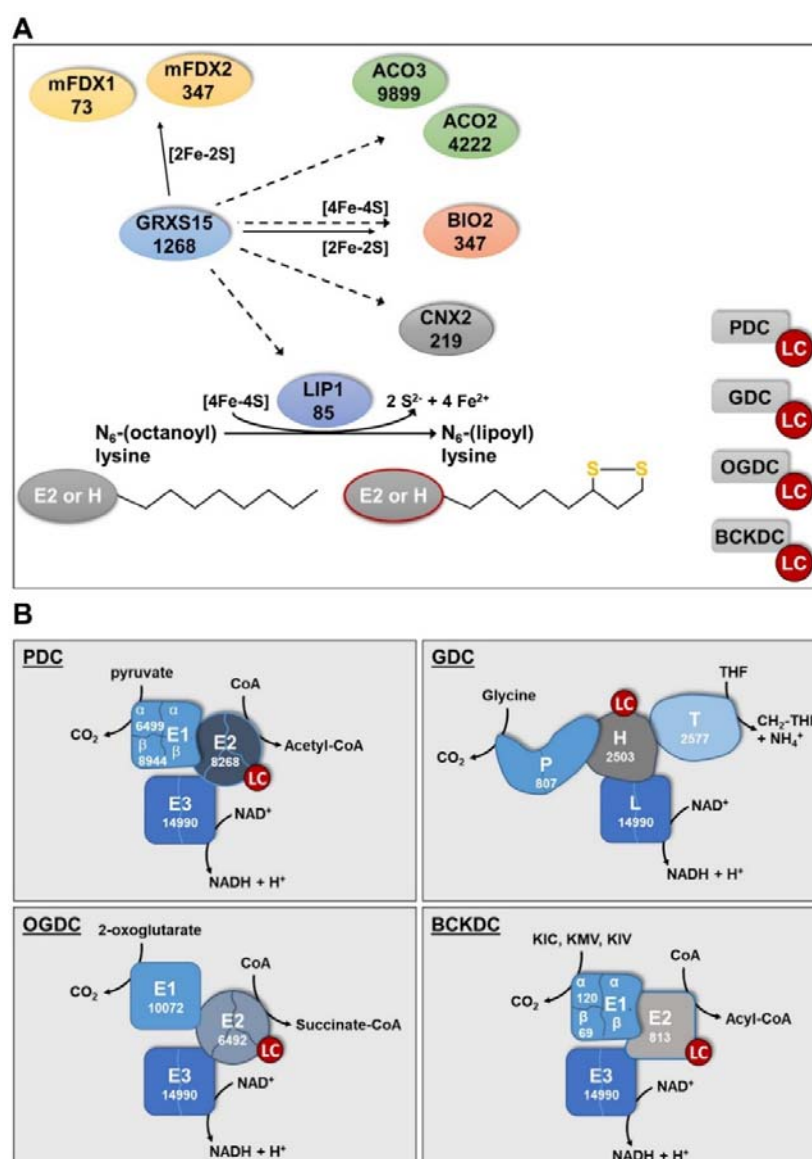 A
mFDX1
73
mFDX2
347
ACO3
9899
ACO2
4222
[2Fe-2S]
GRXS15
1268
[4Fe-4S]
[2Fe-2S]
BIO2
347
CNX2
219
LIP1
85
[4Fe-4S]
2 S²⁻ + 4 Fe²⁺
N₆-(octanoyl)
lysine
N₆-(lipoyl)
lysine
E2 or H
E2 or H
S S
PDC
LC
GDC
LC
OGDC
LC
BCKDC
LC
B
PDC
pyruvate
CO₂
α α
6499
E1
β β
8944
E2
8268
CoA
Acetyl-CoA
LC
E3
14990
NAD⁺
NADH + H⁺
GDC
Glycine
CO₂
P
807
LC
H
2503
T
2577
THF
CH₂-THF
+ NH₄⁺
L
14990
NAD⁺
NADH + H⁺
OGDC
2-oxoglutarate
CO₂
E1
10072
E2
6492
CoA
Succinate-CoA
LC
E3
14990
NAD⁺
NADH + H⁺
BCKDC
KIC, KMV, KIV
CO₂
α α
120
E1
β β
69
E2
813
CoA
Acyl-CoA
LC
E3
14990
NAD⁺
NADH + H⁺